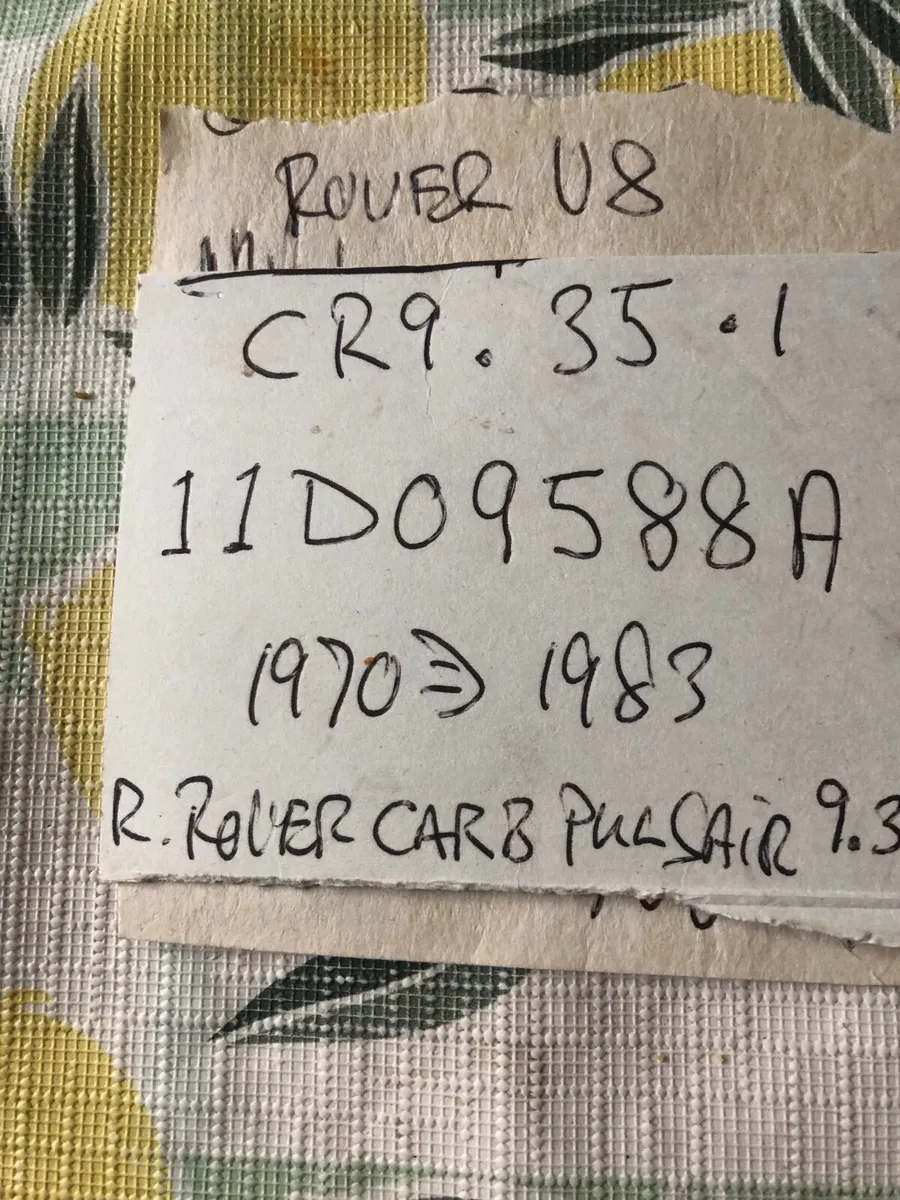 ROVER V8
CR9. 35.1
11D09588A
1970 → 1983
R. ROVER CARB PULSAIR 9.3